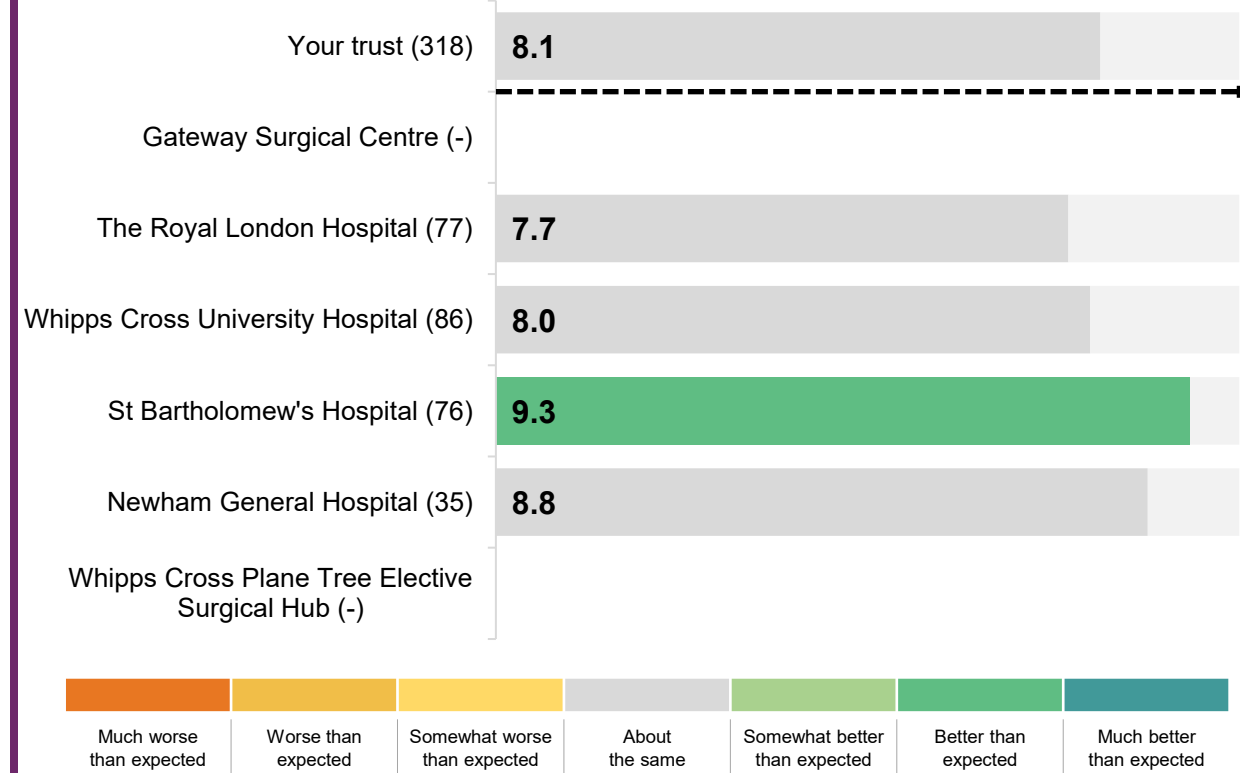 Your trust (318)
8.1
Gateway Surgical Centre (-)
The Royal London Hospital (77)
7.7
Whipps Cross University Hospital (86)
8.0
St Bartholomew's Hospital (76)
9.3
Newham General Hospital (35)
8.8
Whipps Cross Plane Tree Elective
Surgical Hub (-)
Much worse
than expected
Worse than
expected
Somewhat worse
than expected
About
the same
Somewhat better
than expected
Better than
expected
Much better
than expected